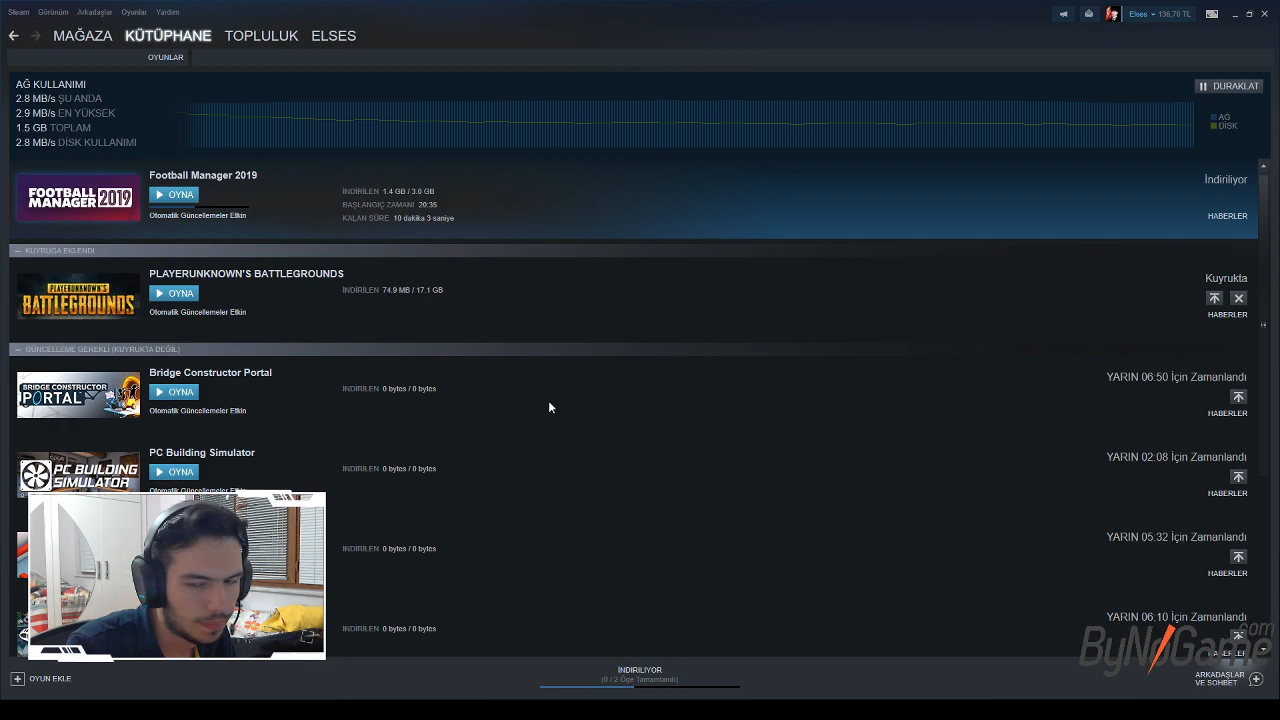 Steam Görünüm Arkadaşlar Oyunlar Yardım
Elses 136,70 TL
MAĞAZA KÜTÜPHANE TOPLULUK ELSES
OYUNLAR
AĞ KULLANIMI
2.8 MB/s ŞU ANDA
2.9 MB/s EN YÜKSEK
1.5 GB TOPLAM
2.8 MB/s DİSK KULLANIMI
DURAKLAT
AĞ
DISK
FOOTBALL MANAGER 2019
Football Manager 2019
OYNA
Otomatik Güncellemeler Etkin
İNDİRİLEN 1.4 GB / 3.0 GB
BAŞLANGIÇ ZAMANI 20:35
KALAN SÜRE 10 dakika 3 saniye
İndiriliyor
HABERLER
KUYRUĞA EKLENDİ
PLAYERUNKNOWN'S BATTLEGROUNDS
PLAYERUNKNOWN'S BATTLEGROUNDS
OYNA
Otomatik Güncellemeler Etkin
İNDİRİLEN 74.9 MB / 17.1 GB
Kuyrukta
HABERLER
GÜNCELLEME GEREKLİ (KUYRUKTA DEĞİL)
BRIDGE CONSTRUCTOR PORTAL
Bridge Constructor Portal
OYNA
Otomatik Güncellemeler Etkin
İNDİRİLEN 0 bytes / 0 bytes
YARIN 06:50 İçin Zamanlandı
HABERLER
PC BUILDING SIMULATOR
PC Building Simulator
OYNA
Otomatik Güncellemeler Etkin
İNDİRİLEN 0 bytes / 0 bytes
YARIN 02:08 İçin Zamanlandı
HABERLER
İNDİRİLEN 0 bytes / 0 bytes
YARIN 05:32 İçin Zamanlandı
HABERLER
İNDİRİLEN 0 bytes / 0 bytes
YARIN 06:10 İçin Zamanlandı
HABERLER
ByNoGame.com
OYUN EKLE
İNDİRİLİYOR
(0 / 2 Öge Tamamlandı)
ARKADAŞLAR
VE SOHBET